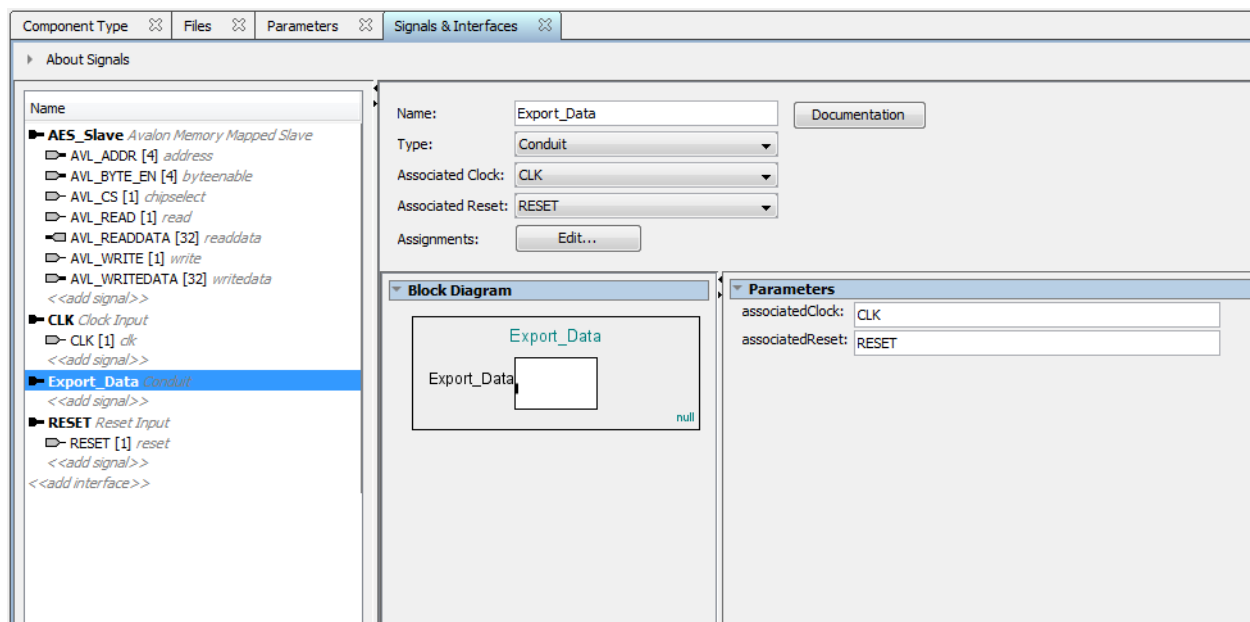 Component Type Files Parameters Signals & Interfaces
About Signals
Name
AES_Slave Avalon Memory Mapped Slave
AVL_ADDR [4] address
AVL_BYTE_EN [4] byteenable
AVL_CS [1] chipselect
AVL_READ [1] read
AVL_READDATA [32] readdata
AVL_WRITE [1] write
AVL_WRITEDATA [32] writedata
<<add signal>>
CLK Clock Input
CLK [1] clk
<<add signal>>
Export_Data Conduit
<<add signal>>
RESET Reset Input
RESET [1] reset
<<add signal>>
<<add interface>>
Name: Export_Data Documentation
Type: Conduit
Associated Clock: CLK
Associated Reset: RESET
Assignments: Edit...
Block Diagram
Export_Data
Export_Data
null
Parameters
associatedClock: CLK
associatedReset: RESET